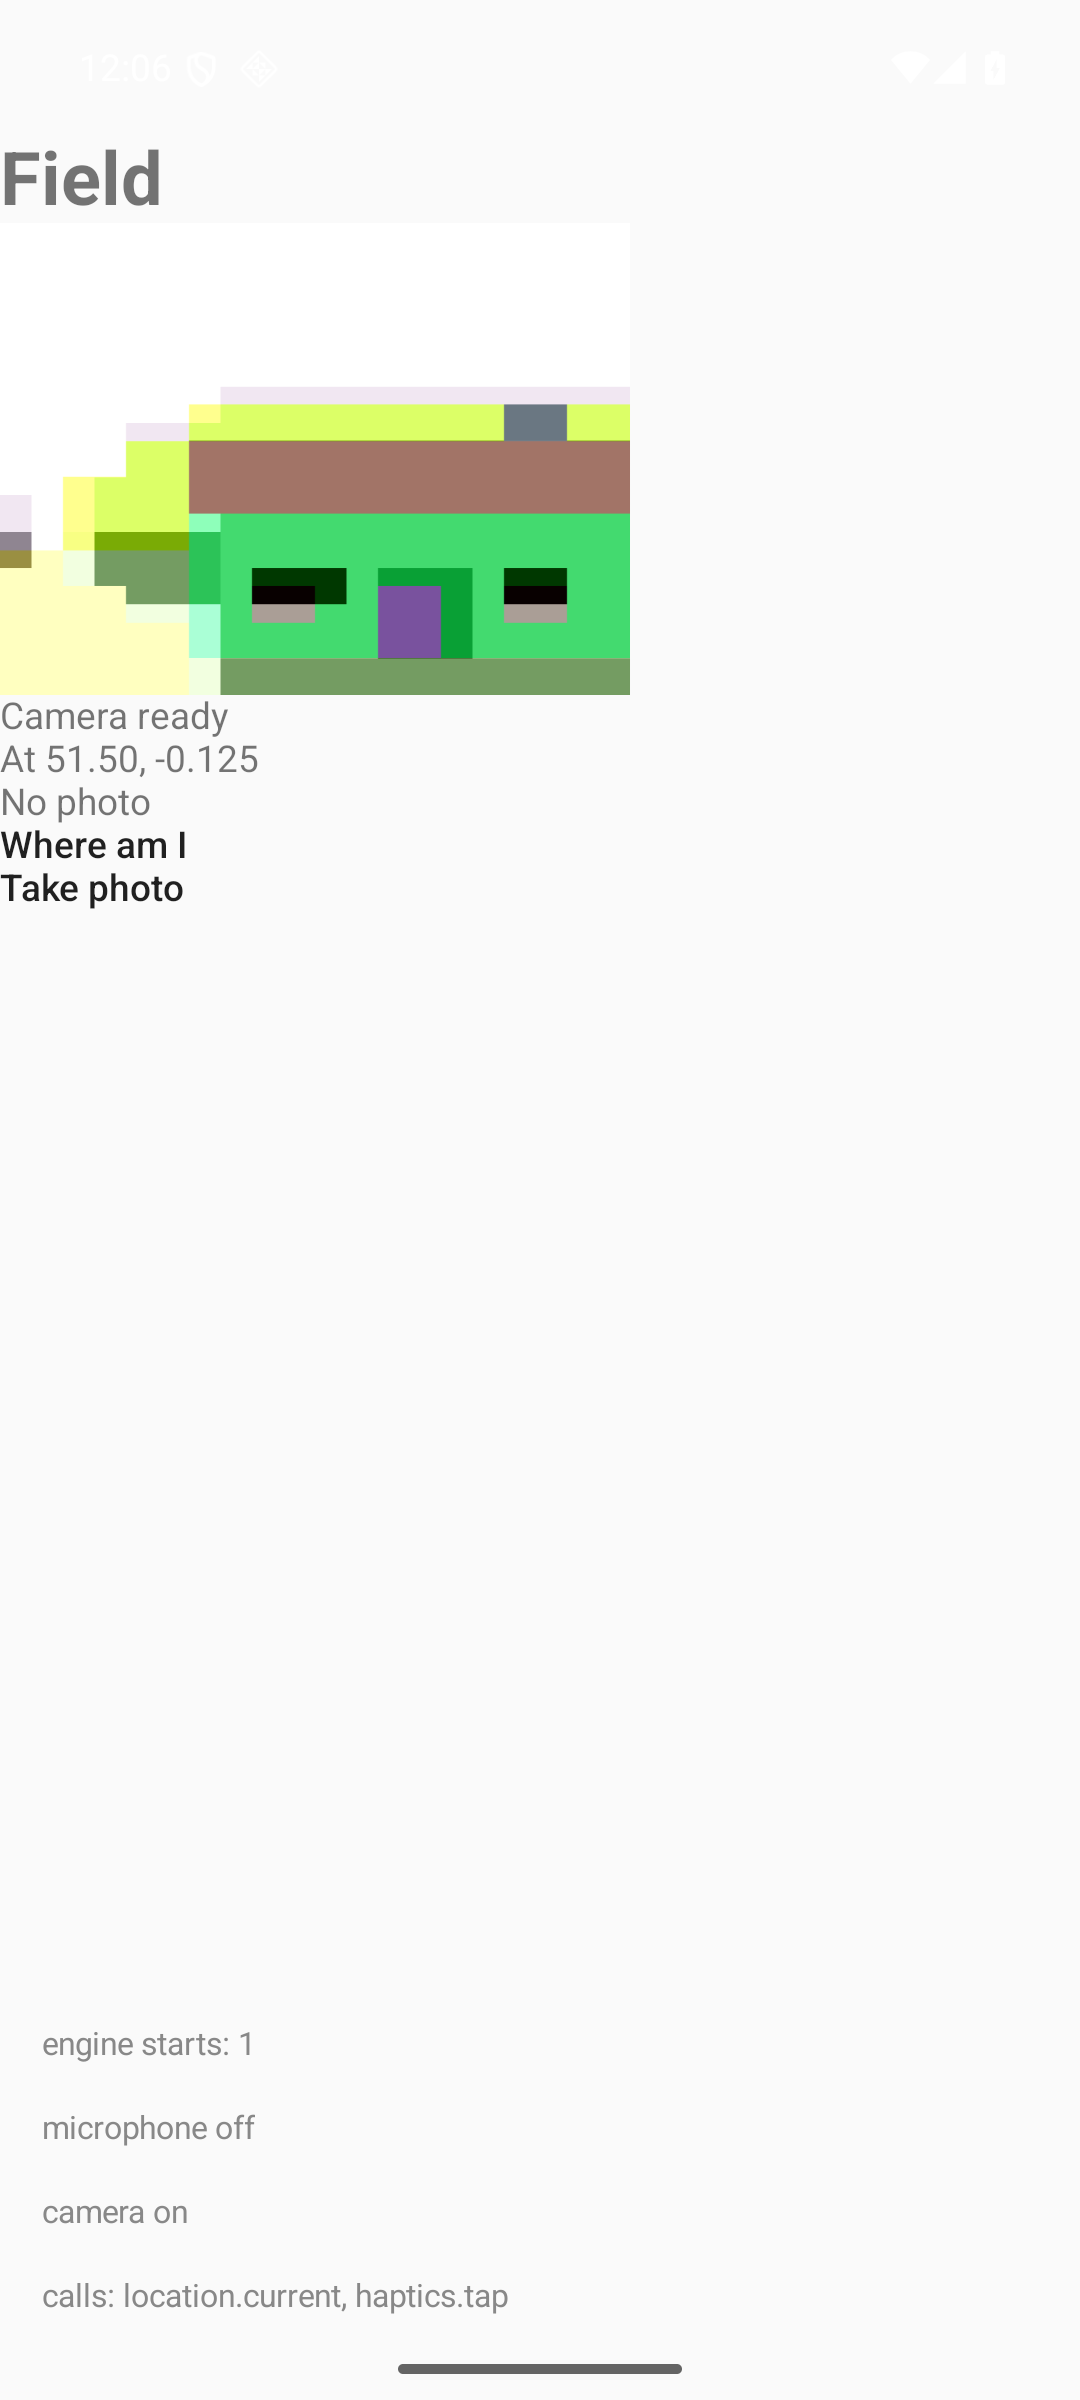 12:06
Field
Camera ready
At 51.50, -0.125
No photo
Where am I
Take photo
engine starts: 1
microphone off
camera on
calls: location.current, haptics.tap